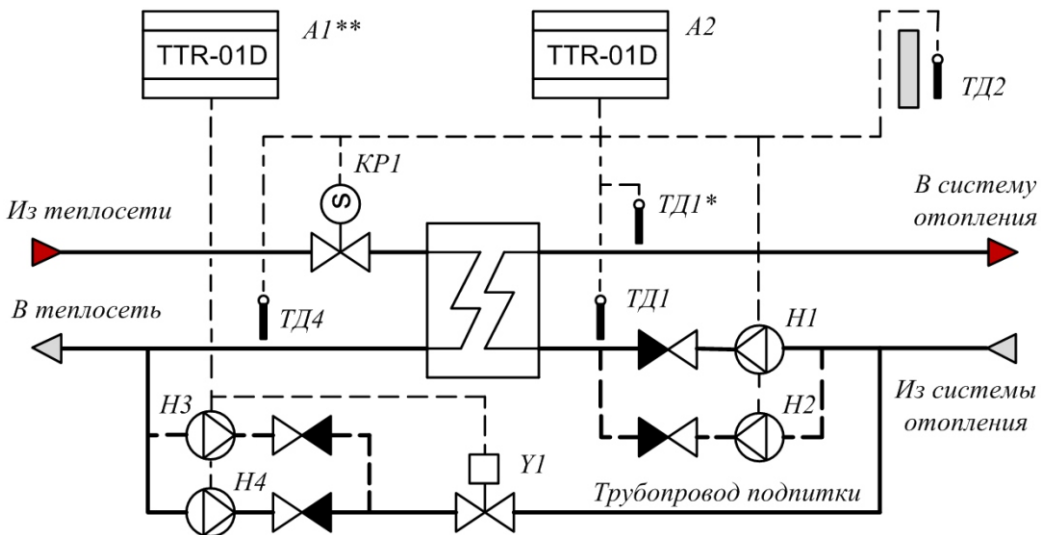 A1**
TTR-01D
A2
TTR-01D
ТД2
КР1
S
Из теплосети
ТД1*
В систему
отопления
В теплосеть
ТД4
ТД1
Н1
Н3
Н2
Из системы
отопления
Н4
Y1
Трубопровод подпитки